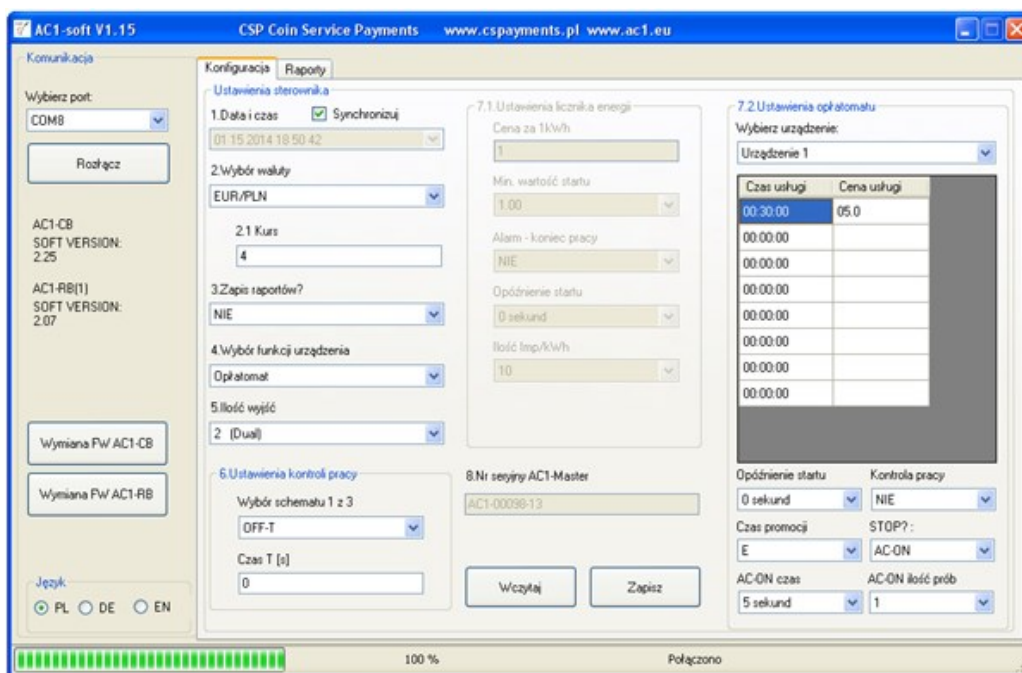 AC1-soft V1.15 CSP Coin Service Payments www.cspayments.pl www.ac1.eu
Komunikacja
Wybierz port:
COM8
Rozłącz
AC1-CB
SOFT VERSION:
2.25
AC1-RB(1)
SOFT VERSION:
2.07
Wymiana FW AC1-CB
Wymiana FW AC1-RB
Język
PL DE EN
Konfiguracja Raporty
Ustawienia sterownika
1.Data i czas Synchronizuj
01 15 2014 18:50:42
2.Wybór waluty
EUR/PLN
2.1 Kurs
4
3.Zapis raportów?
NIE
4.Wybór funkcji urządzenia
Opłatomat
5.Ilość wyjść
2 (Dual)
6.Ustawienia kontroli pracy
Wybór schematu 1 z 3
OFF-T
Czas T [s]
0
7.1.Ustawienia licznika energii
Cena za 1kWh
1
Min. wartość startu
1.00
Alarm - koniec pracy
NIE
Opóźnienie startu
0 sekund
Ilość Imp/kWh
10
8.Nr seryjny AC1-Master
AC1-00098-13
Wczytaj Zapisz
7.2.Ustawienia opłatomatu
Wybierz urządzenie:
Urządzenie 1
Czas usługi Cena usługi
00:30:00 05.0
00:00:00
00:00:00
00:00:00
00:00:00
00:00:00
00:00:00
00:00:00
Opóźnienie startu Kontrola pracy
0 sekund NIE
Czas promocji STOP? :
E AC-ON
AC-ON czas AC-ON ilość prób
5 sekund 1
100 % Połączono